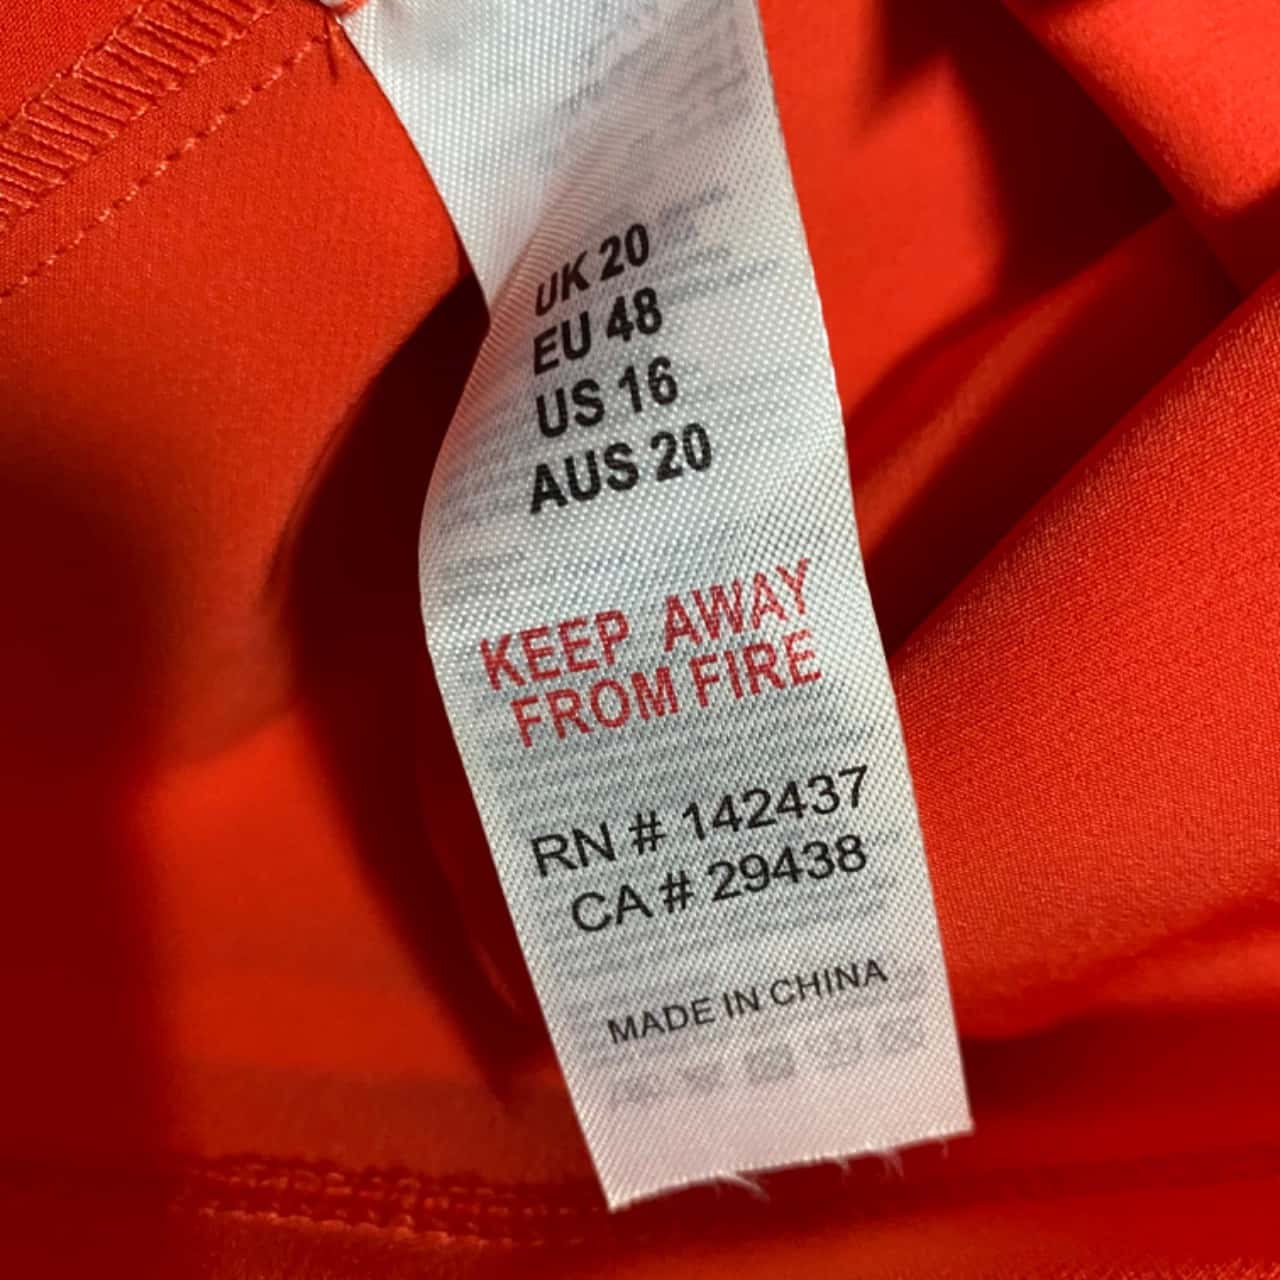 UK 20
EU 48
US 16
AUS 20
KEEP AWAY
FROM FIRE
RN # 142437
CA # 29438
MADE IN CHINA